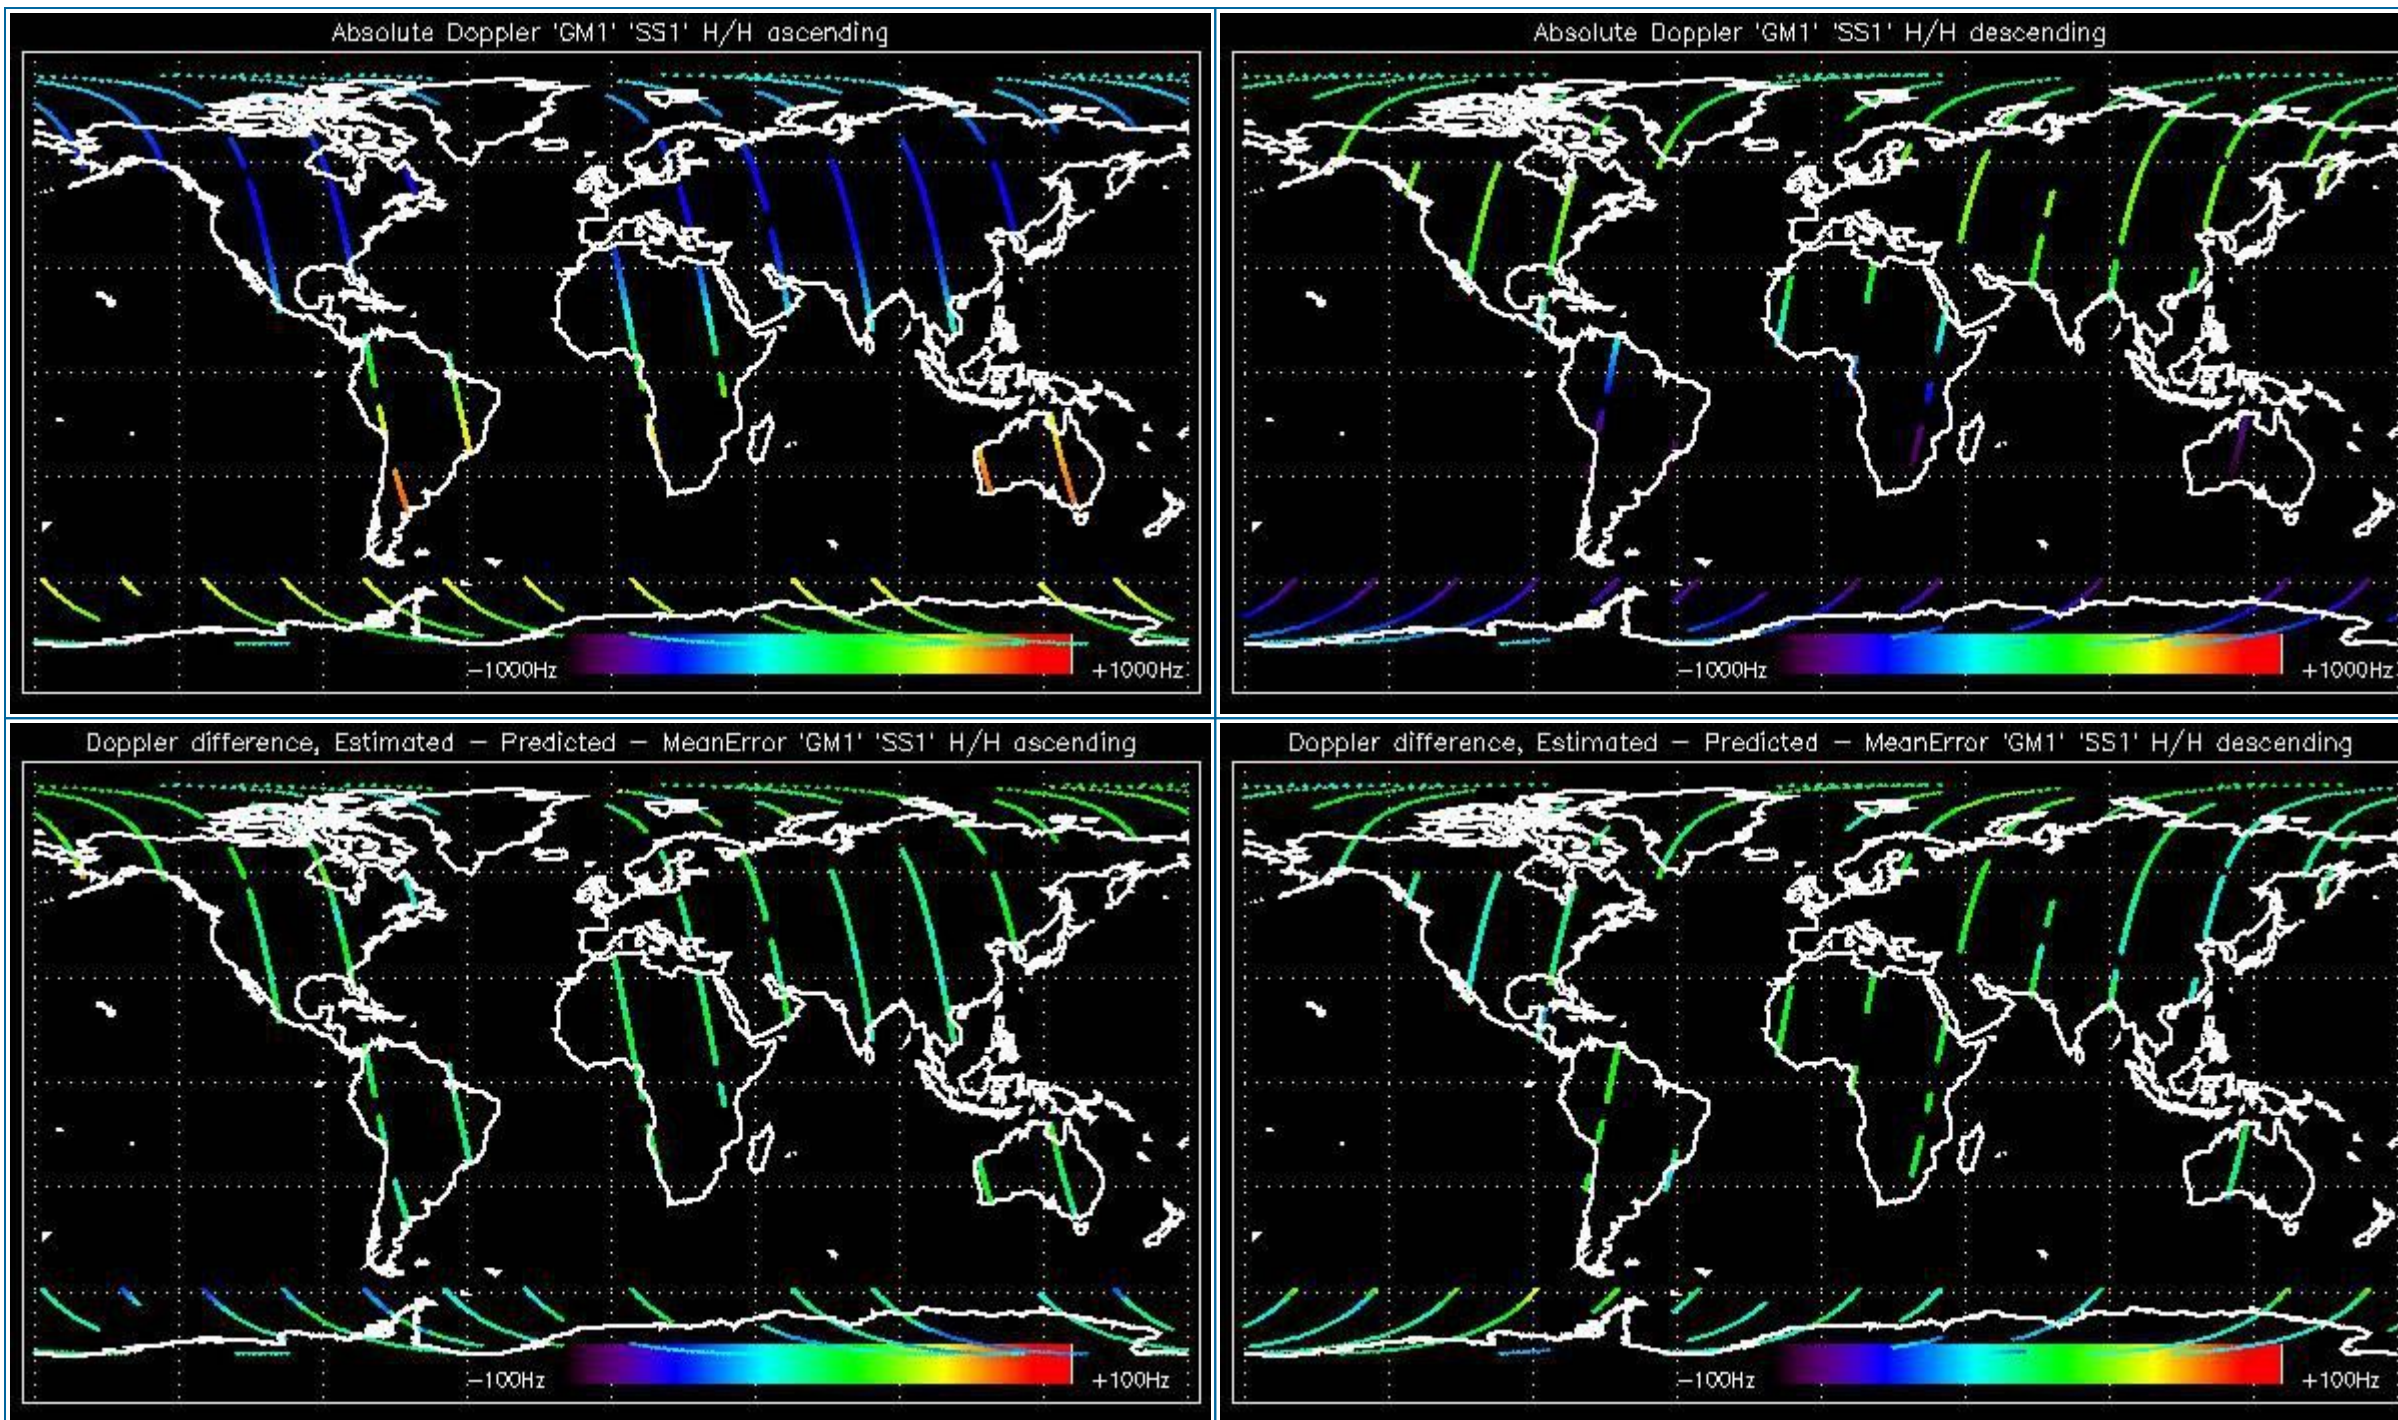 Absolute Doppler 'GM1' 'SS1' H/H ascending
-1000Hz
+1000Hz
Absolute Doppler 'GM1' 'SS1' H/H descending
-1000Hz
+1000Hz
Doppler difference, Estimated - Predicted - MeanError 'GM1' 'SS1' H/H ascending
-100Hz
+100Hz
Doppler difference, Estimated - Predicted - MeanError 'GM1' 'SS1' H/H descending
-100Hz
+100Hz